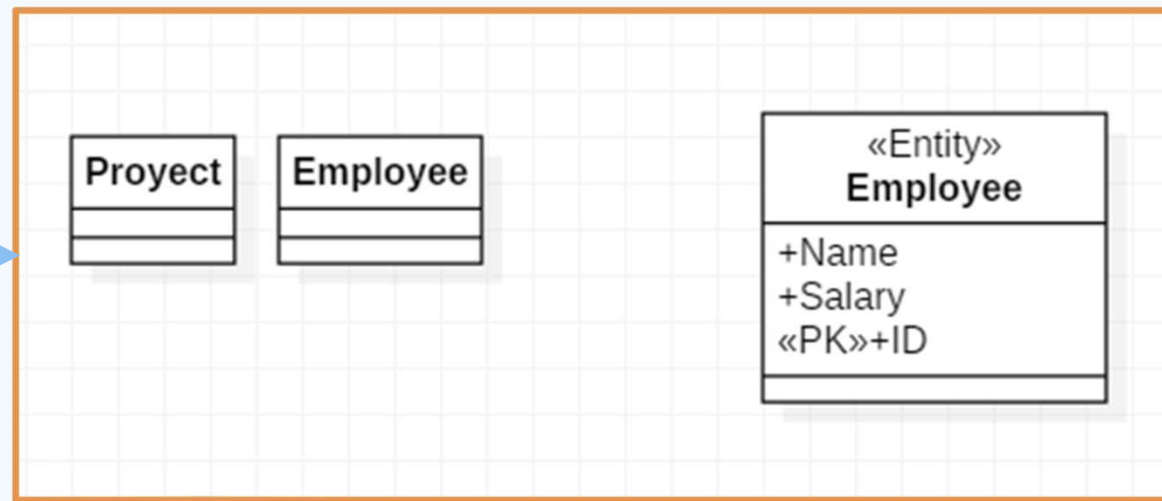 Proyect
Employee
«Entity»
Employee
+Name
+Salary
«PK»+ID